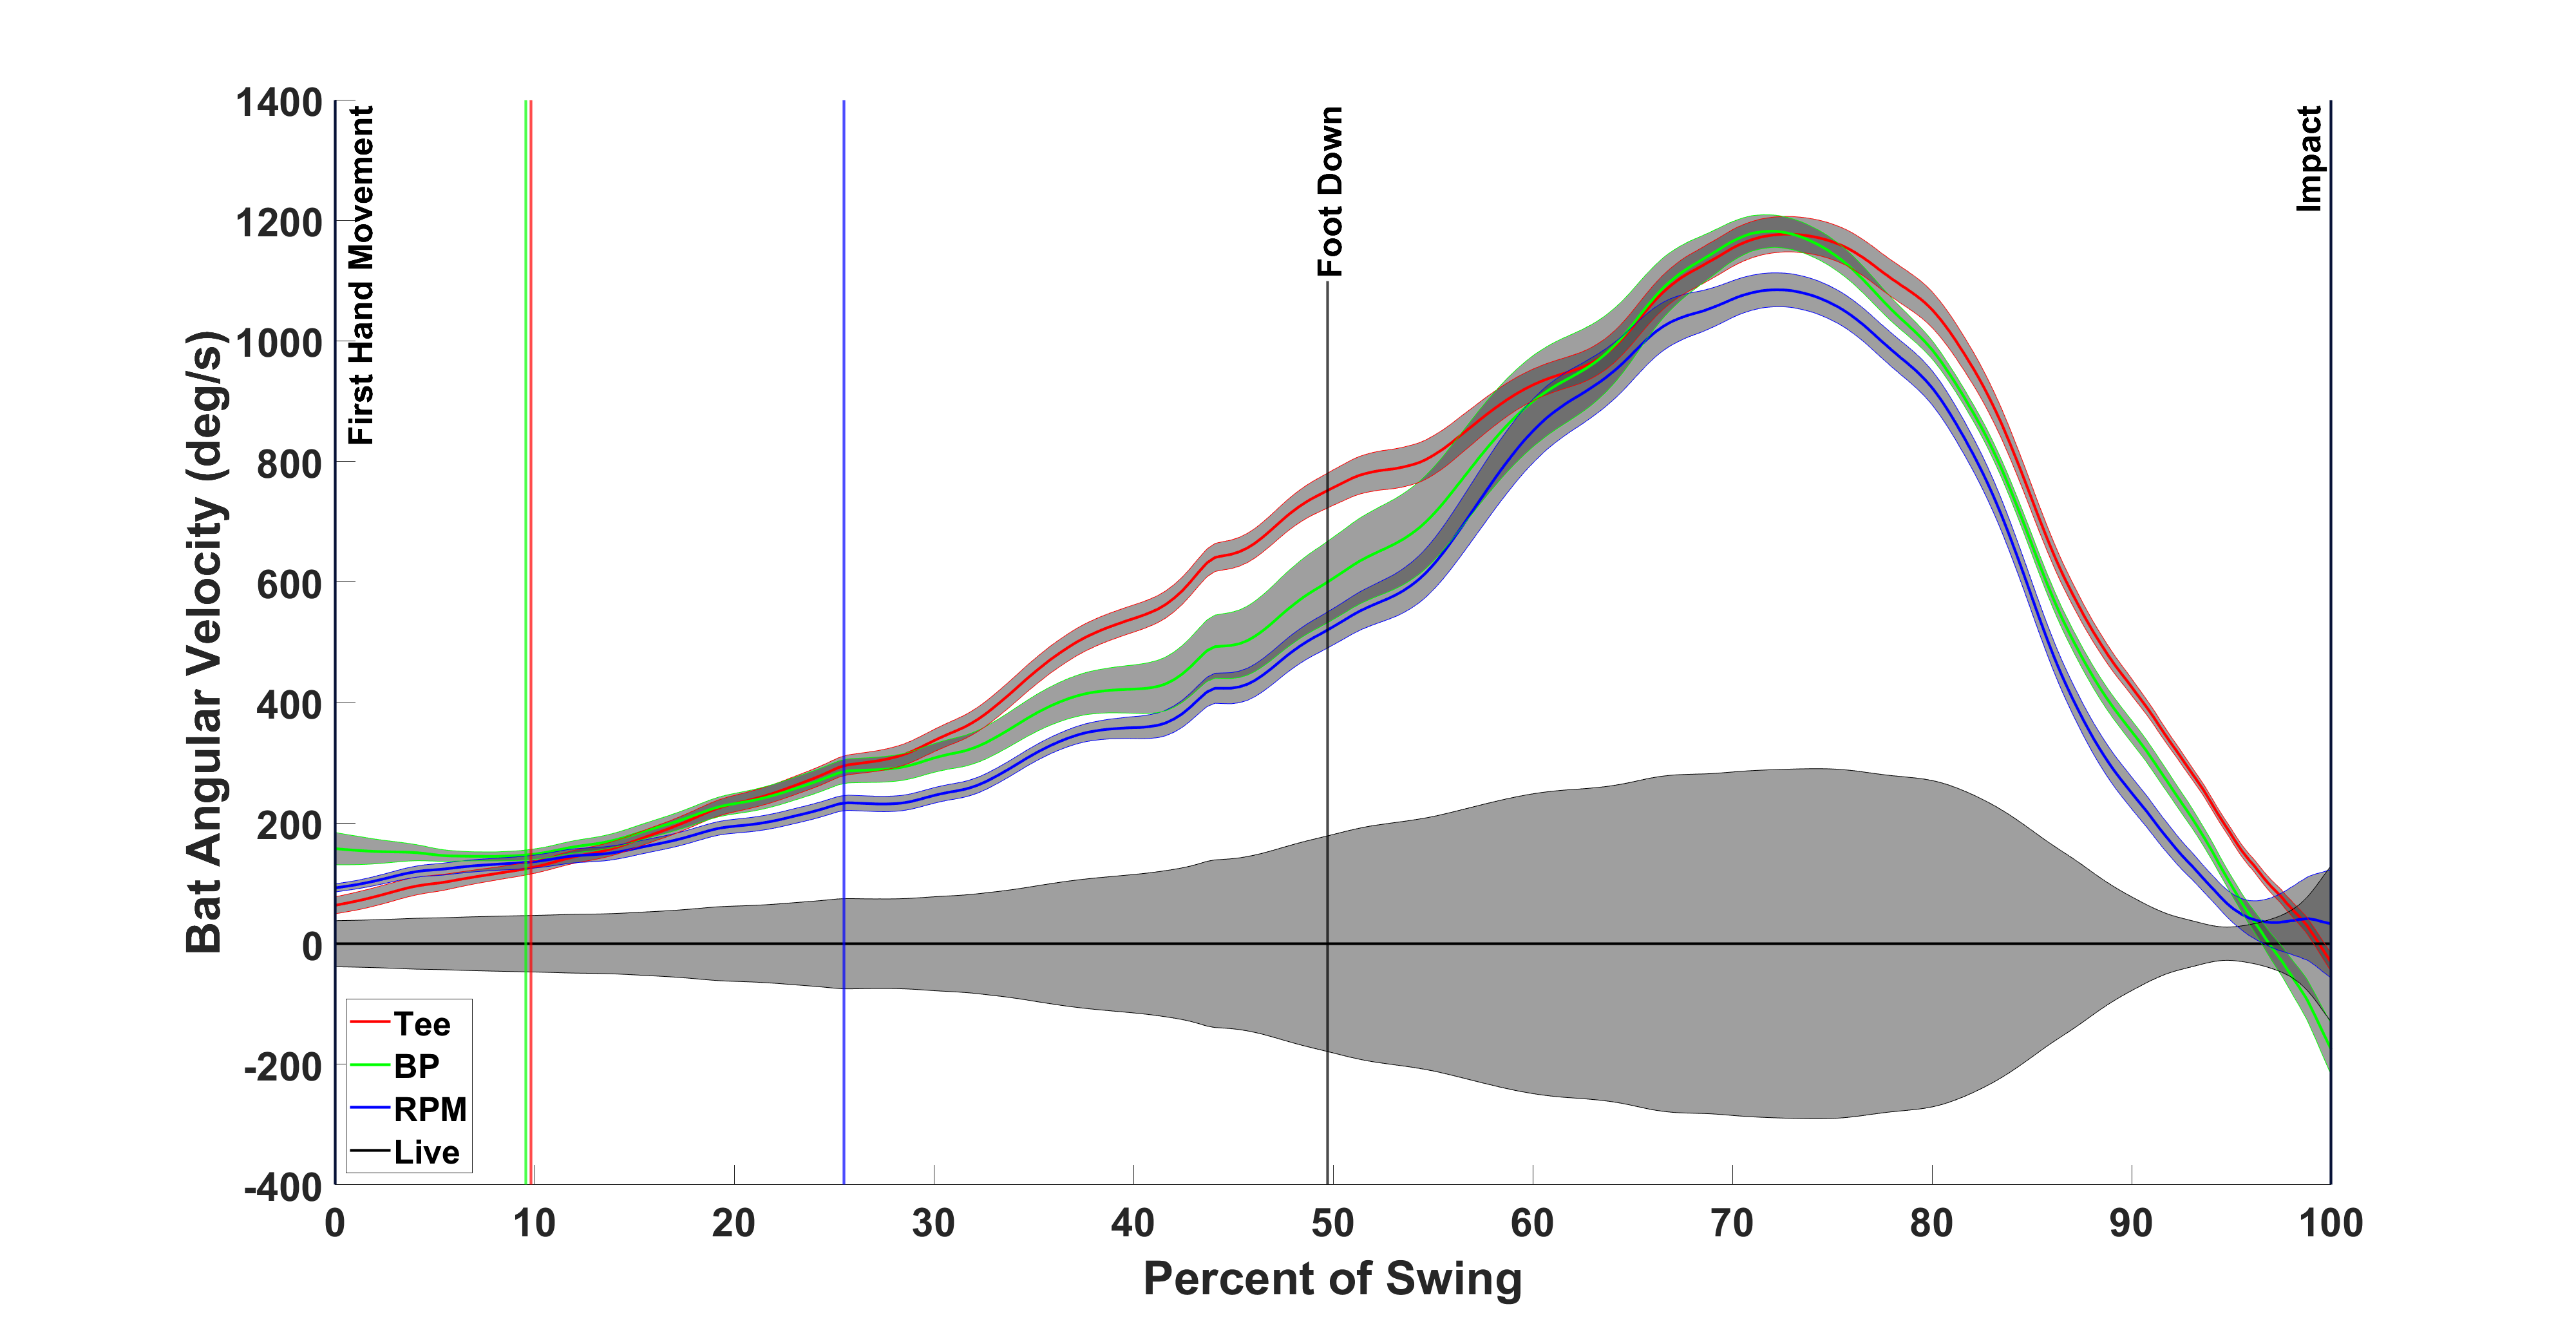 1400
1200
1000
800
600
400
200
0
-200
-400
Bat Angular Velocity (deg/s)
First Hand Movement
Foot Down
Impact
Tee
BP
RPM
Live
0 10 20 30 40 50 60 70 80 90 100
Percent of Swing